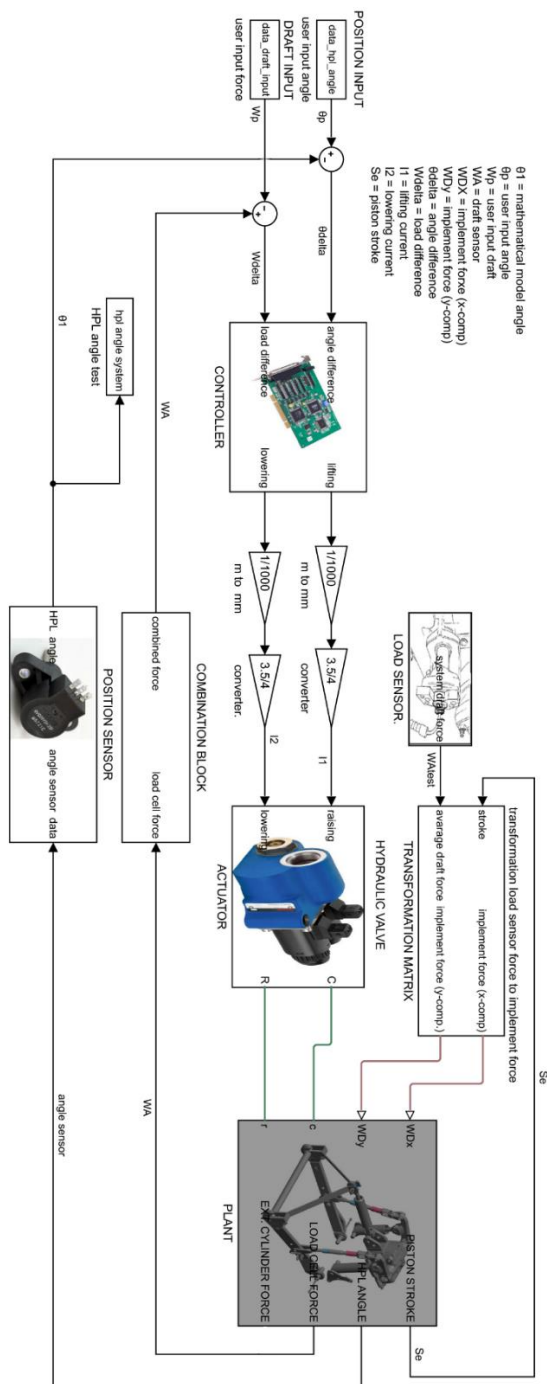 θ1 = mathematical model angle
θp = user input angle
Wp = user input draft
WA = draft sensor
WDX = implement forxe (x-comp)
WDy = implement force (y-comp)
θdelta = angle difference
Wdelta = load difference
I1 = lifting current
I2 = lowering current
Se = piston stroke
POSITION INPUT
data_hpl_angle
user input angle
θp
DRAFT INPUT
data_draft_input
user input force
Wp
θdelta
Wdelta
angle difference
load difference
lifting
lowering
CONTROLLER
1/1000
m to mm
1/1000
m to mm
3.5/4
converter
3.5/4
converter.
I1
I2
system draft force
LOAD SENSOR.
WAtest
transformation load sensor force to implement force
stroke
implement force (x-comp)
avarage draft force
implement force (y-comp.)
TRANSFORMATION MATRIX
Se
HYDRAULIC VALVE
raising
lowering
C
R
ACTUATOR
WDx
WDy
c
r
PISTON STROKE
HPL ANGLE
LOAD CELL FORCE
EXT. CYLINDER FORCE
PLANT
Se
WA
combined force
load cell force
COMBINATION BLOCK
WA
hpl angle system
HPL angle test
θ1
HPL angle
angle sensor data
POSITION SENSOR
angle sensor